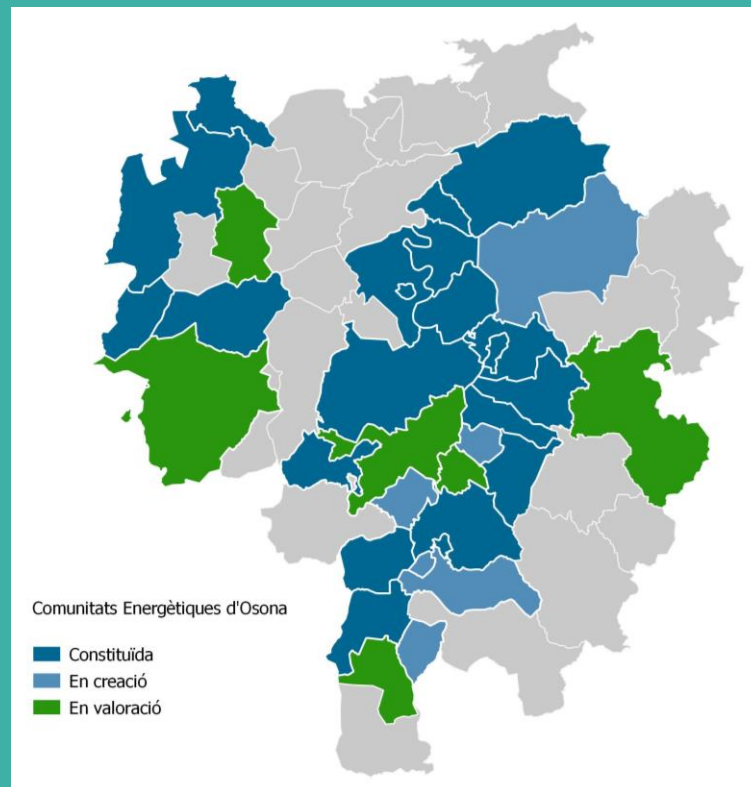 Comunitats Energètiques d'Osona
Constituïda
En creació
En valoració